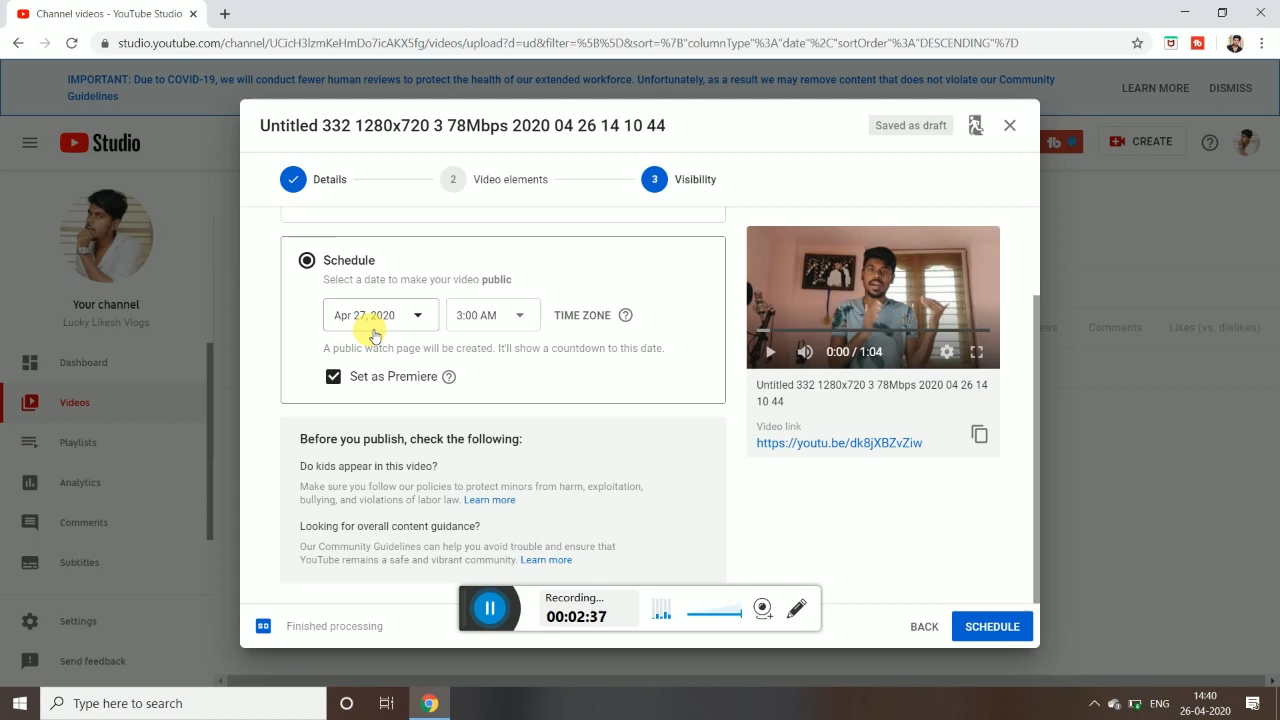 Channel videos - YouTube Studio
studio.youtube.com/channel/UCicH3lzmKeHmDo7icAKX5fg/videos/upload?d=ud&filter=%5B%5D&sort=%7B"columnType"%3A"date"%2C"sortOrder"%3A"DESCENDING"%7D
IMPORTANT: Due to COVID-19, we will conduct fewer human reviews to protect the health of our extended workforce. Unfortunately, as a result we may remove content that does not violate our Community
Guidelines
LEARN MORE
DISMISS
Untitled 332 1280x720 3 78Mbps 2020 04 26 14 10 44
Saved as draft
Studio
CREATE
Details
2
Video elements
3
Visibility
Schedule
Select a date to make your video public
Apr 27, 2020
3:00 AM
TIME ZONE
A public watch page will be created. It'll show a countdown to this date.
Set as Premiere
0:00 / 1:04
Untitled 332 1280x720 3 78Mbps 2020 04 26 14
10 44
Video link
https://youtu.be/dk8jXBZvZiw
Before you publish, check the following:
Do kids appear in this video?
Make sure you follow our policies to protect minors from harm, exploitation,
bullying, and violations of labor law. Learn more
Looking for overall content guidance?
Our Community Guidelines can help you avoid trouble and ensure that
YouTube remains a safe and vibrant community. Learn more
SD
Finished processing
BACK
SCHEDULE
Recording...
00:02:37
Your channel
Lucky Likesh Vlogs
Dashboard
Videos
Playlists
Analytics
Comments
Subtitles
Settings
Send feedback
Comments
Likes (vs. dislikes)
Type here to search
14:40
26-04-2020